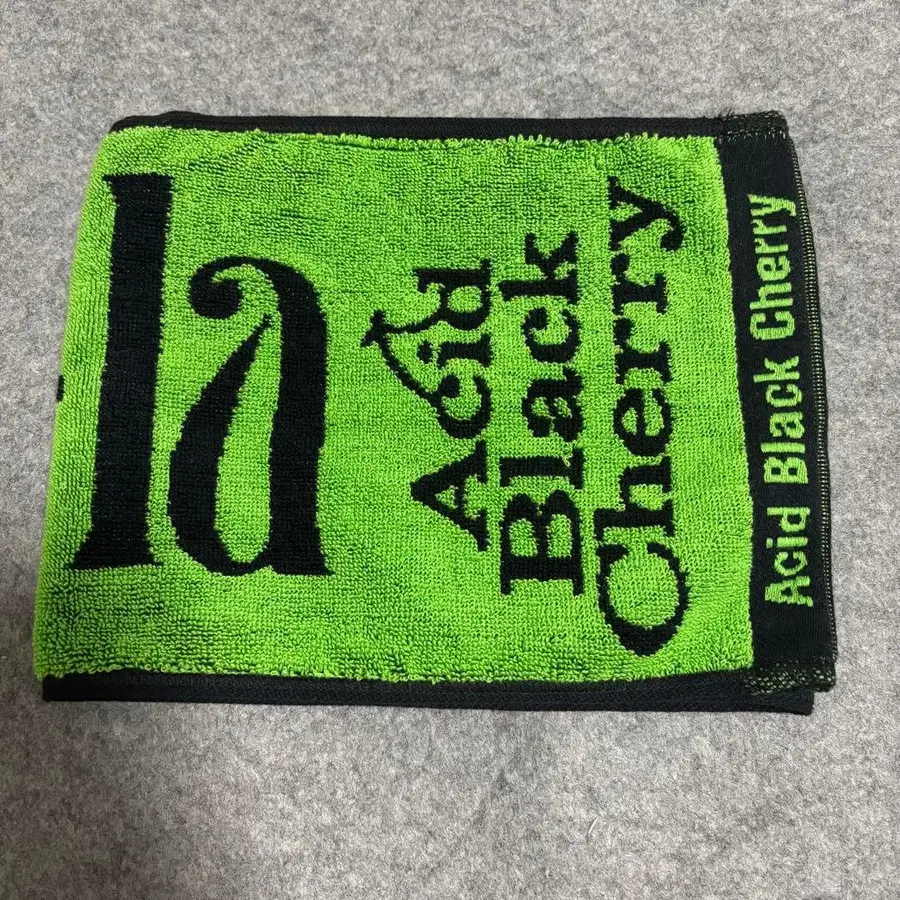 la
Acid
Black
Cherry
Acid Black Cherry